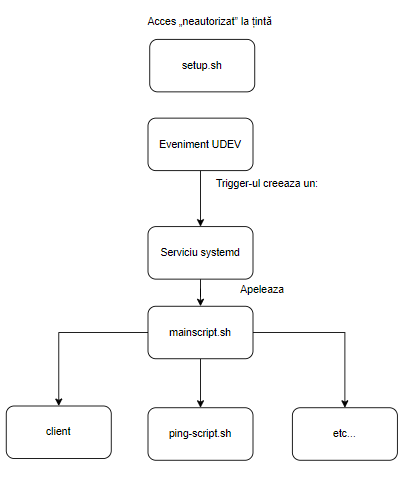 Acces „neautorizat” la țintă
setup.sh
Eveniment UDEV
Trigger-ul creeaza un:
Serviciu systemd
Apeleaza
mainscript.sh
client
ping-script.sh
etc...